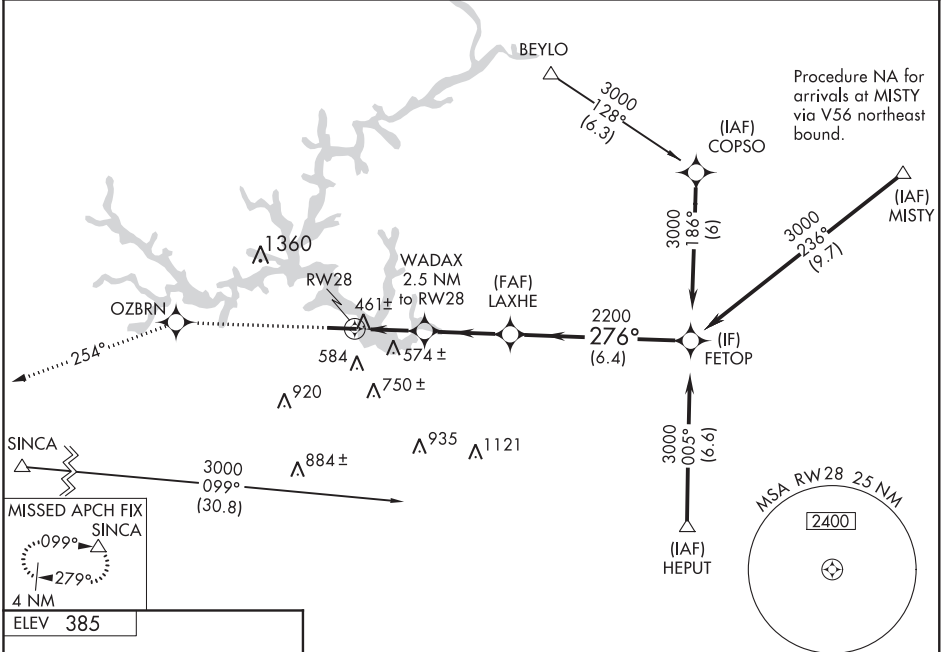 BEYLO
3000
128°
(6.3)
(IAF)
COPSO
Procedure NA for
arrivals at MISTY
via V56 northeast
bound.
(IAF)
MISTY
3000
236°
(9.7)
3000
186°
(6)
1360
RW28
461±
WADAX
2.5 NM
to RW28
(FAF)
LAXHE
OZBRN
2200
276°
(6.4)
(IF)
FETOP
254°
584
574 ±
920
750 ±
935
1121
884 ±
SINCA
3000
099°
(30.8)
3000
005°
(6.6)
(IAF)
HEPUT
MSA RW28 25 NM
2400
MISSED APCH FIX
SINCA
099°
279°
4 NM
ELEV 385